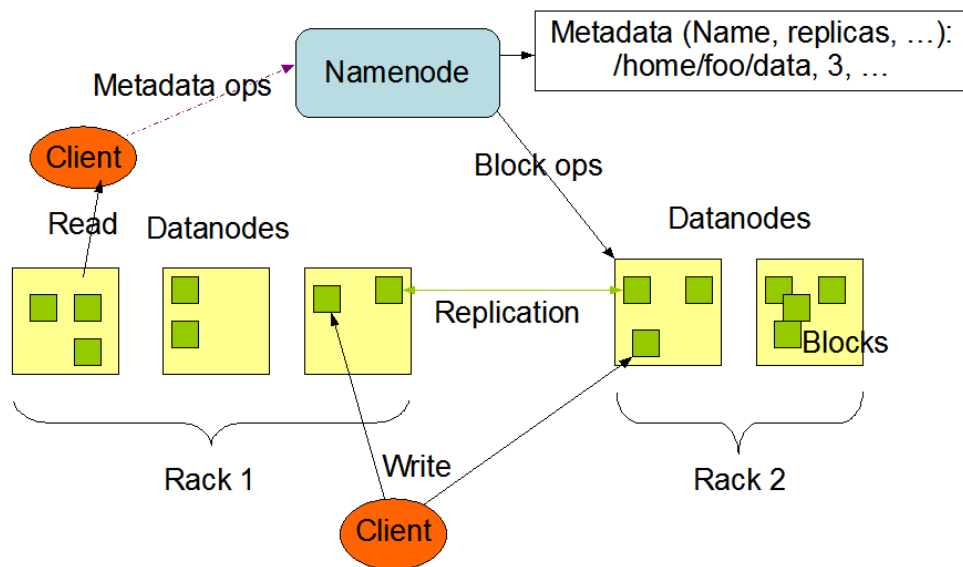 Metadata (Name, replicas, …):
/home/foo/data, 3, …
Namenode
Metadata ops
Client
Block ops
Read
Datanodes
Datanodes
Replication
Blocks
Rack 1
Write
Rack 2
Client